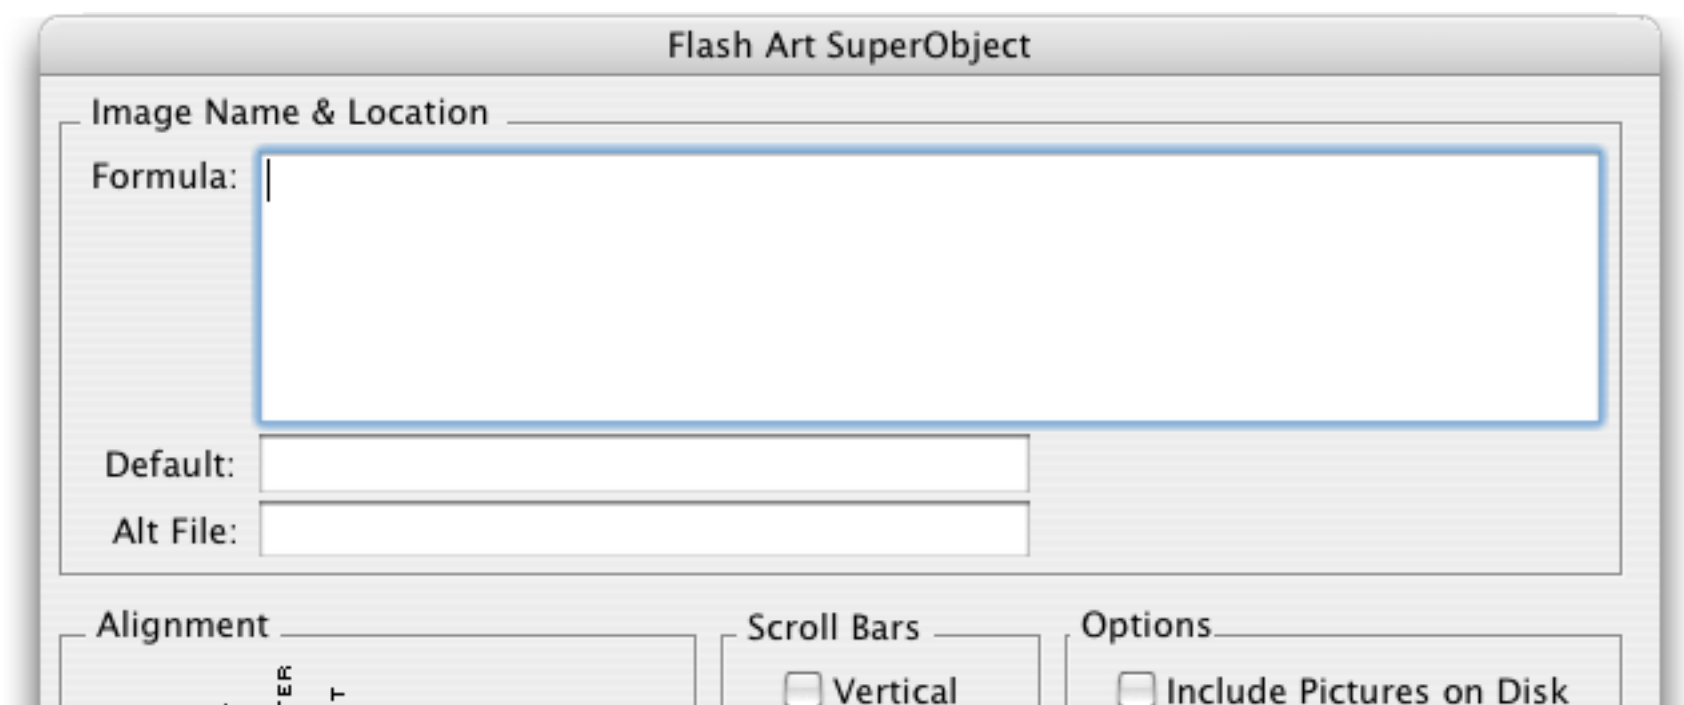 Flash Art SuperObject
Image Name & Location
Formula:
Default:
Alt File:
Alignment
Scroll Bars
Options
Vertical
Include Pictures on Disk